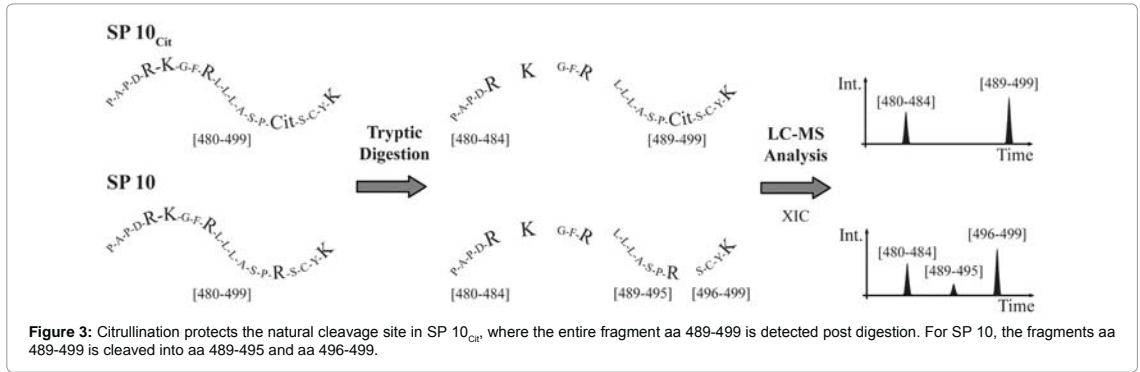 SP 10Cit
P-A-P-D-R-K-G-F-R-L-L-L-A-S-P-Cit-S-C-Y-K
[480-499]
Tryptic
Digestion
P-A-P-D-R K G-F-R L-L-L-A-S-P-Cit-S-C-Y-K
[480-484] [489-499]
LC-MS
Analysis
XIC
Int.
[480-484]
[489-499]
Time
SP 10
P-A-P-D-R-K-G-F-R-L-L-L-A-S-P-R-S-C-Y-K
[480-499]
P-A-P-D-R K G-F-R L-L-L-A-S-P-R S-C-Y-K
[480-484] [489-495] [496-499]
Int.
[480-484]
[489-495]
[496-499]
Time
Figure 3: Citrullination protects the natural cleavage site in SP 10Cit, where the entire fragment aa 489-499 is detected post digestion. For SP 10, the fragments aa
489-499 is cleaved into aa 489-495 and aa 496-499.